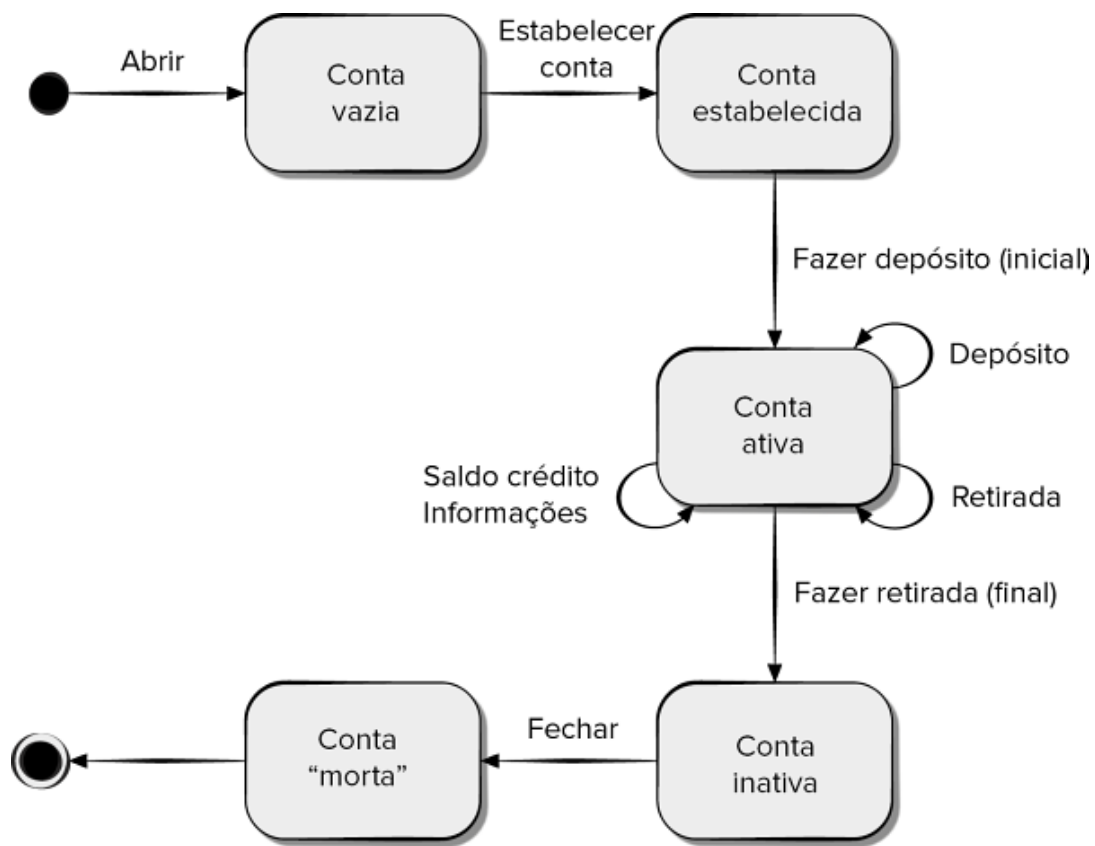 Abrir
Conta
vazia
Estabelecer
conta
Conta
estabelecida
Fazer depósito (inicial)
Conta
ativa
Depósito
Saldo crédito
Informações
Retirada
Fazer retirada (final)
Conta
inativa
Fechar
Conta
“morta”